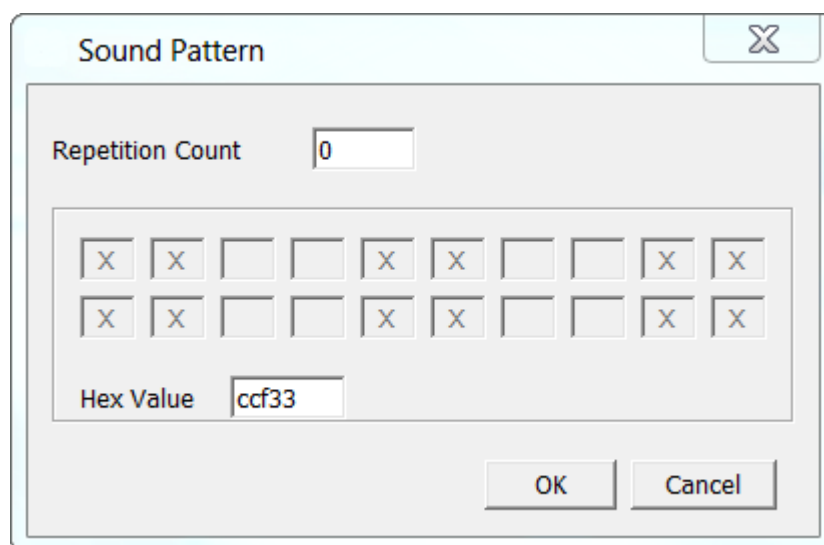 Sound Pattern
Repetition Count 0
X X X X X X
X X X X X X
Hex Value ccf33
OK Cancel